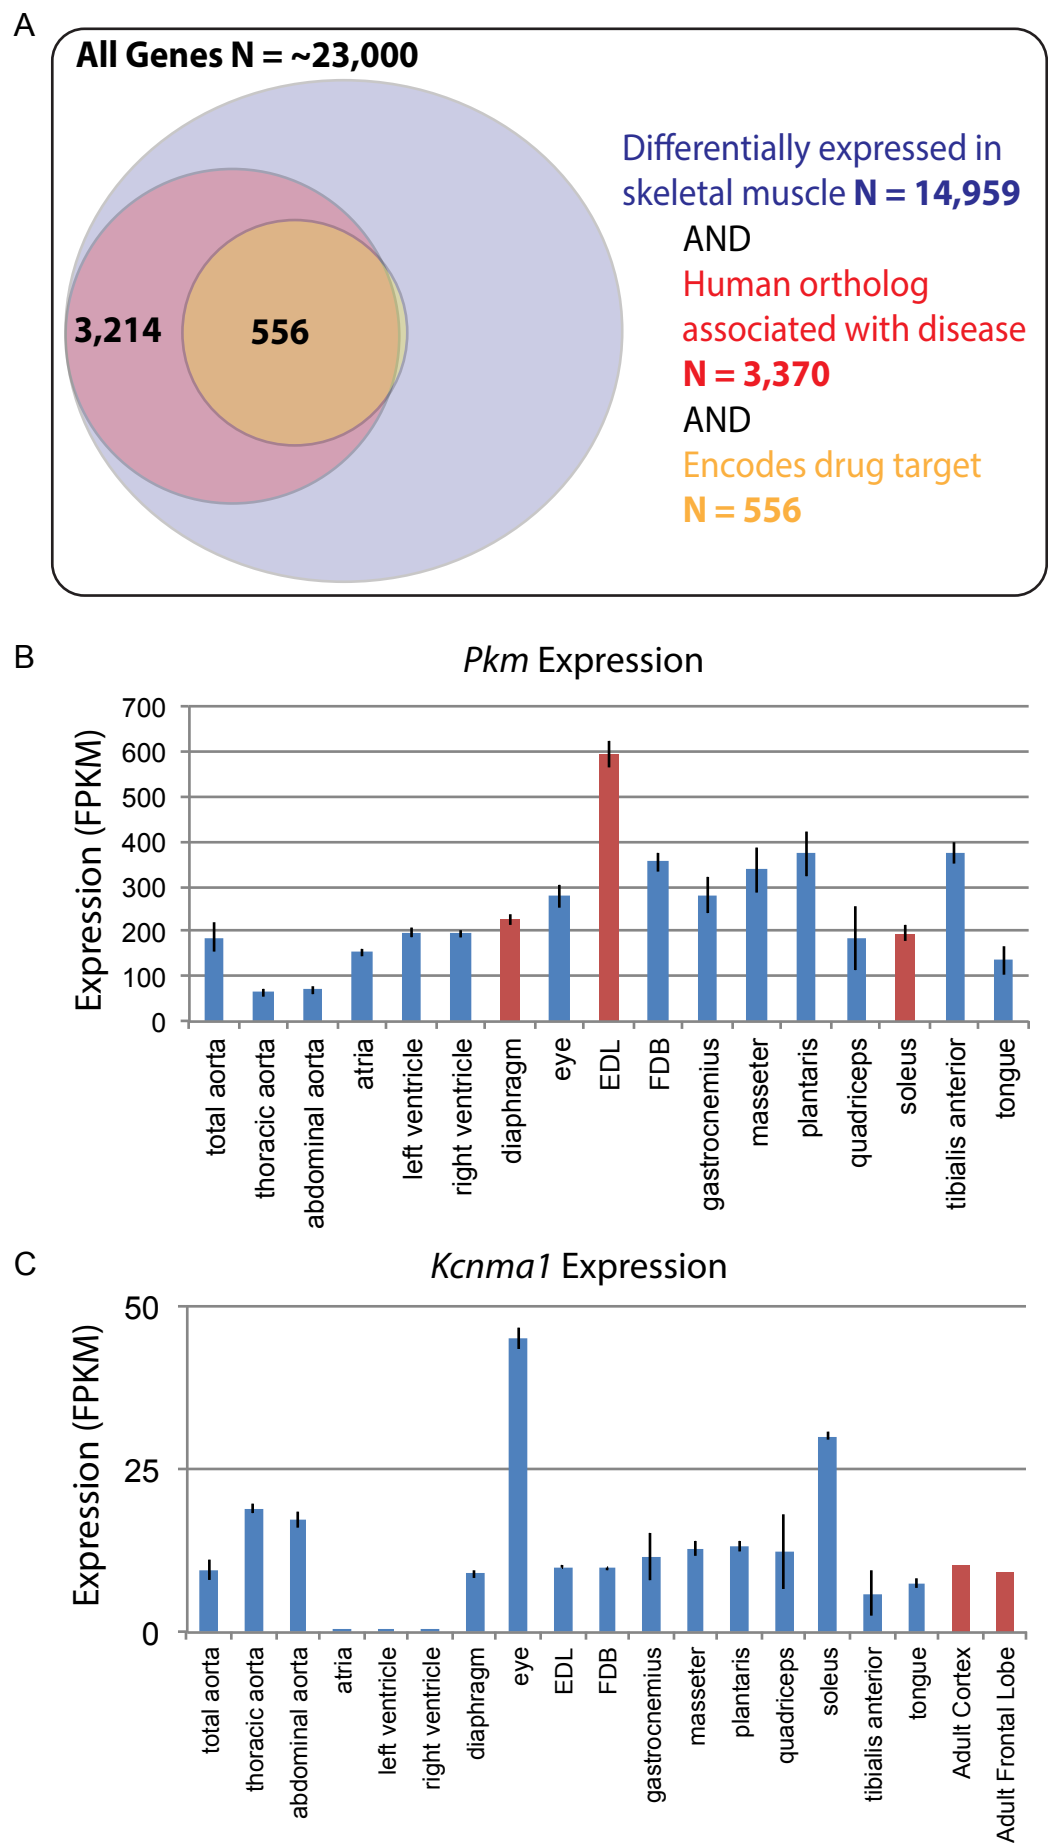 A
All Genes N = ~23,000
3,214
556
Differentially expressed in
skeletal muscle N = 14,959
AND
Human ortholog
associated with disease
N = 3,370
AND
Encodes drug target
N = 556
B
Pkm Expression
Expression (FPKM)
700
600
500
400
300
200
100
0
total aorta
thoracic aorta
abdominal aorta
atria
left ventricle
right ventricle
diaphragm
eye
EDL
FDB
gastrocnemius
masseter
plantaris
quadriceps
soleus
tibialis anterior
tongue
C
Kcnma1 Expression
Expression (FPKM)
50
25
0
total aorta
thoracic aorta
abdominal aorta
atria
left ventricle
right ventricle
diaphragm
eye
EDL
FDB
gastrocnemius
masseter
plantaris
quadriceps
soleus
tibialis anterior
tongue
Adult Cortex
Adult Frontal Lobe